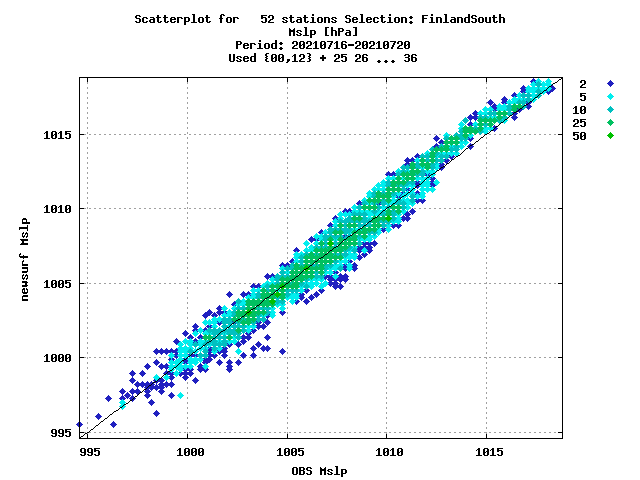 Scatterplot for   52 stations Selection: FinlandSouth
Mslp [hPa]
Period: 20210716-20210720
Used {00,12} + 25 26 ... 36
2
5
10
25
50
1015
1010
1005
1000
995
newsurf Mslp
995
1000
1005
1010
1015
OBS Mslp